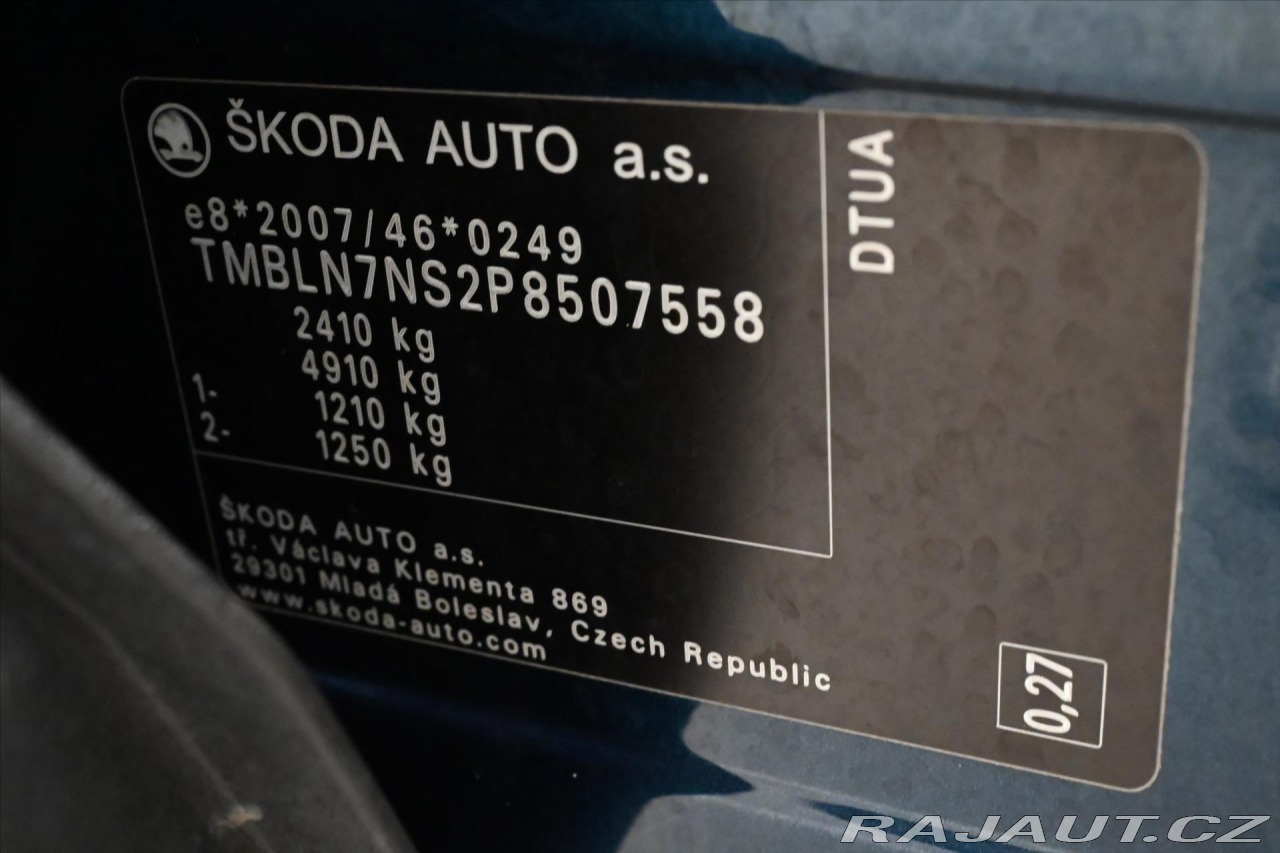 ŠKODA AUTO a.s.
e8*2007/46*0249
TMBLN7NS2P8507558
2410 kg
4910 kg
1- 1210 kg
2- 1250 kg
ŠKODA AUTO a.s.
tř. Václava Klementa 869
29301 Mladá Boleslav, Czech Republic
www.skoda-auto.com
DTUA
0,27
RAJAUT.CZ